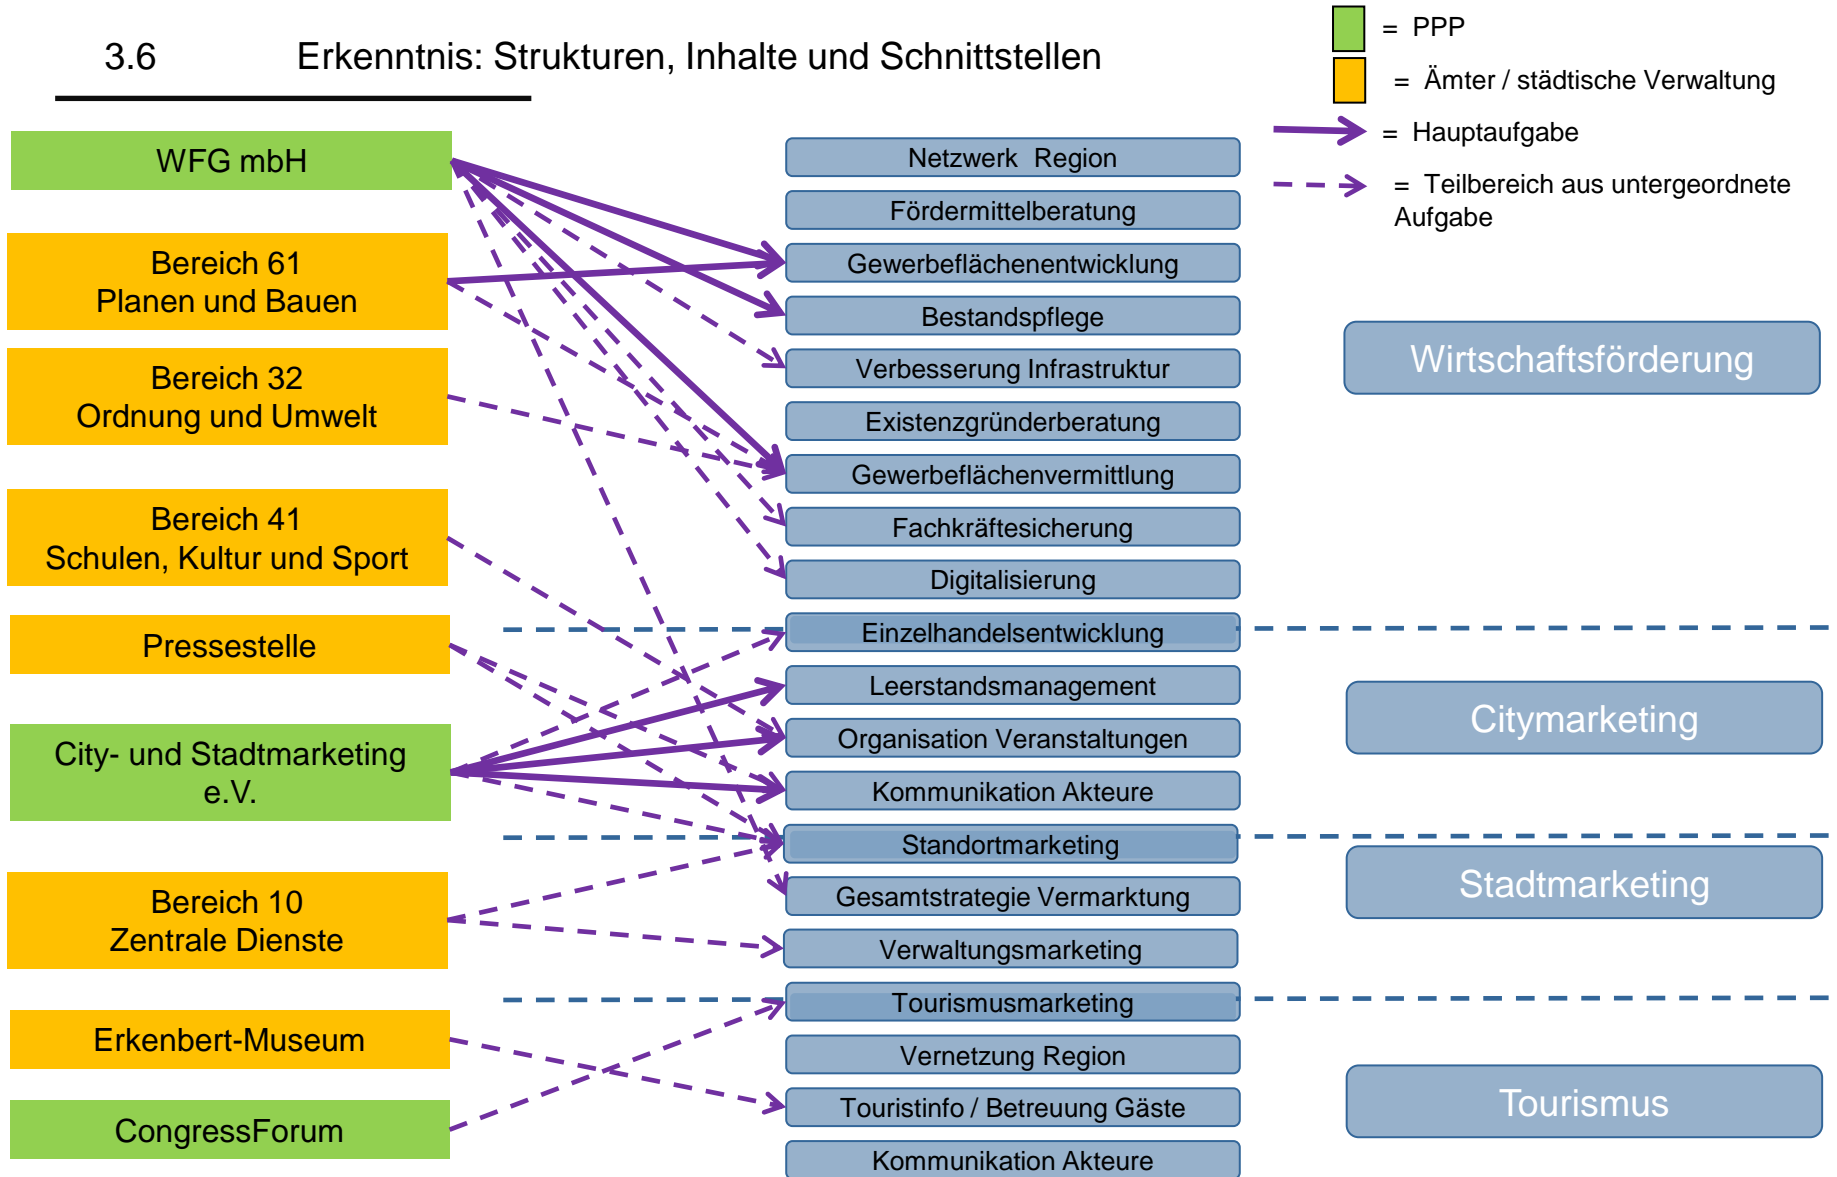 3.6 Erkenntnis: Strukturen, Inhalte und Schnittstellen
= PPP
= Ämter / städtische Verwaltung
= Hauptaufgabe
= Teilbereich aus untergeordnete
Aufgabe
WFG mbH
Bereich 61
Planen und Bauen
Bereich 32
Ordnung und Umwelt
Bereich 41
Schulen, Kultur und Sport
Pressestelle
City- und Stadtmarketing
e.V.
Bereich 10
Zentrale Dienste
Erkenbert-Museum
CongressForum
Netzwerk Region
Fördermittelberatung
Gewerbeflächenentwicklung
Bestandspflege
Verbesserung Infrastruktur
Existenzgründerberatung
Gewerbeflächenvermittlung
Fachkräftesicherung
Digitalisierung
Einzelhandelsentwicklung
Leerstandsmanagement
Organisation Veranstaltungen
Kommunikation Akteure
Standortmarketing
Gesamtstrategie Vermarktung
Verwaltungsmarketing
Tourismusmarketing
Vernetzung Region
Touristinfo / Betreuung Gäste
Kommunikation Akteure
Wirtschaftsförderung
Citymarketing
Stadtmarketing
Tourismus